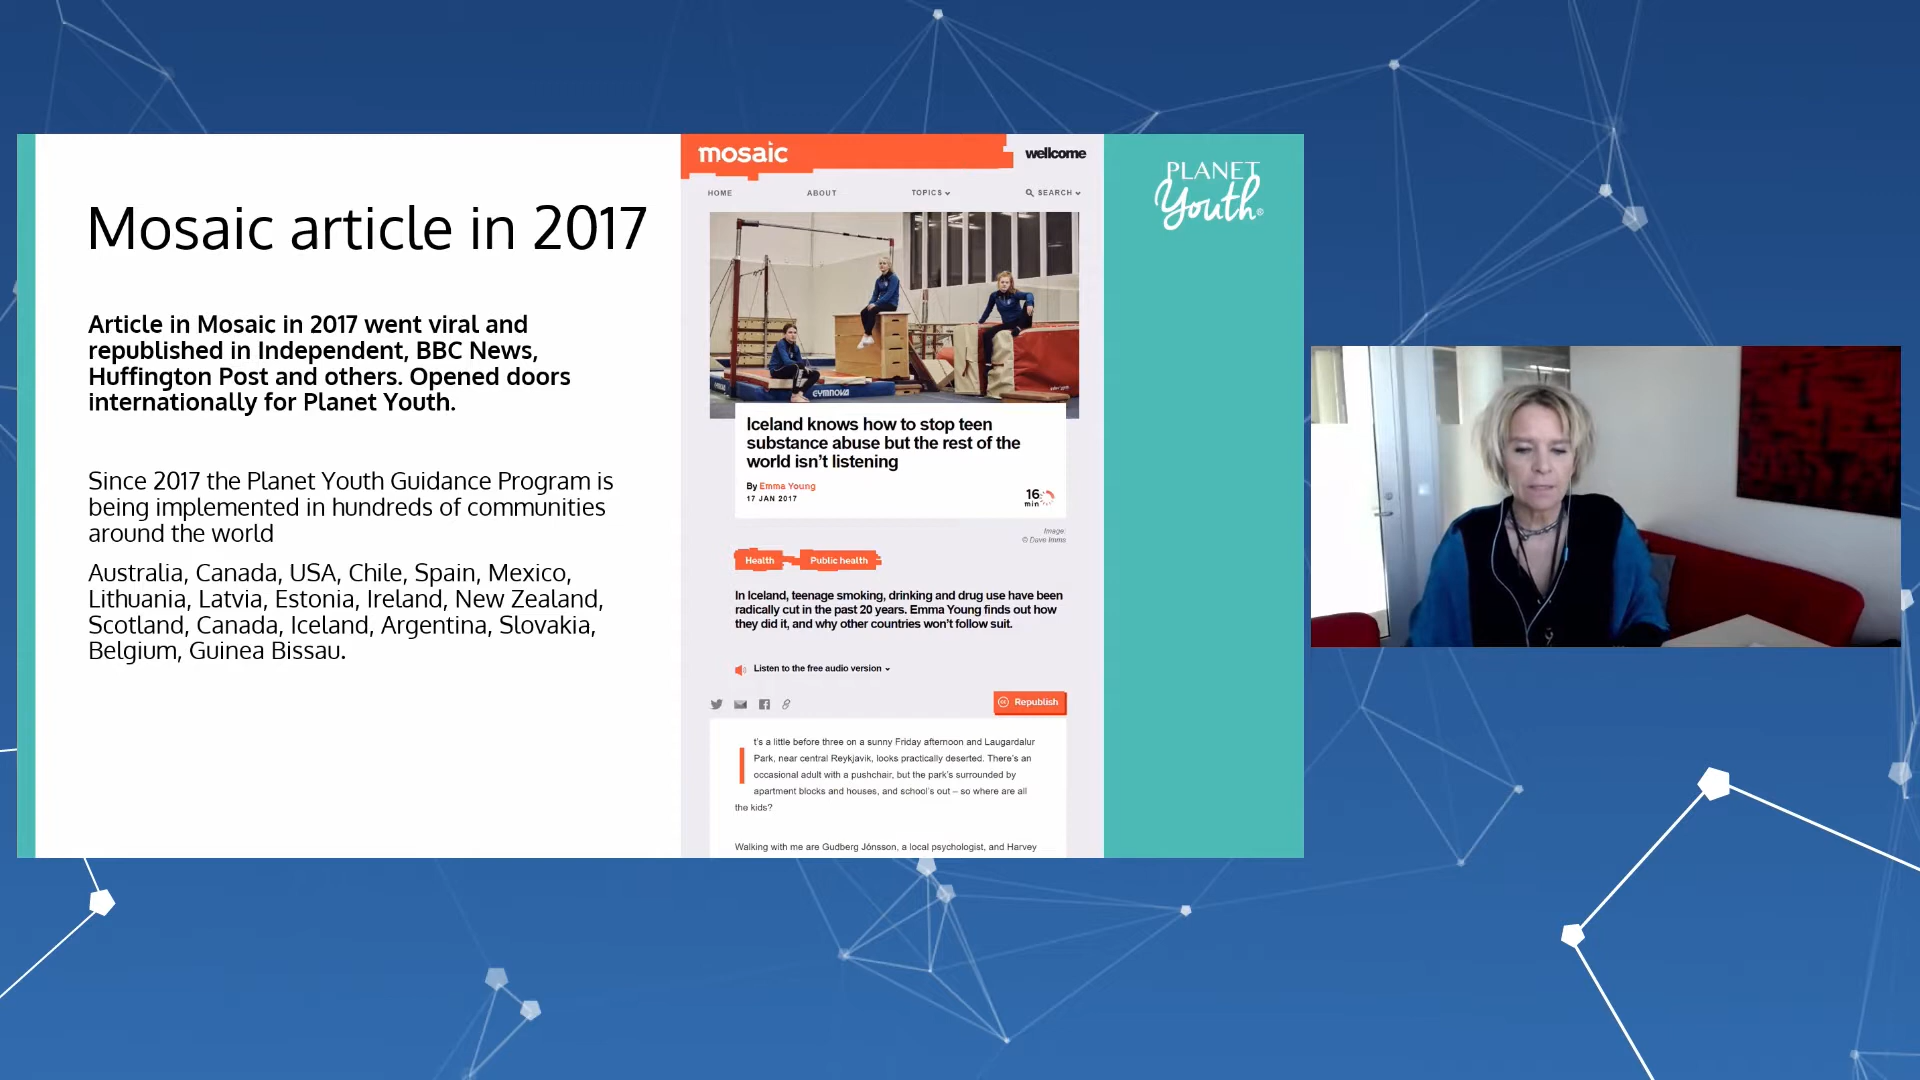 Mosaic article in 2017
Article in Mosaic in 2017 went viral and
republished in Independent, BBC News,
Huffington Post and others. Opened doors
internationally for Planet Youth.
Since 2017 the Planet Youth Guidance Program is
being implemented in hundreds of communities
around the world
Australia, Canada, USA, Chile, Spain, Mexico,
Lithuania, Latvia, Estonia, Ireland, New Zealand,
Scotland, Canada, Iceland, Argentina, Slovakia,
Belgium, Guinea Bissau.
mosaic
wellcome
HOME ABOUT TOPICS SEARCH
GYMNOVA
Iceland knows how to stop teen
substance abuse but the rest of the
world isn't listening
By Emma Young
17 JAN 2017
16
min
Image:
© Dave Imms
Health Public health
In Iceland, teenage smoking, drinking and drug use have been
radically cut in the past 20 years. Emma Young finds out how
they did it, and why other countries won't follow suit.
Listen to the free audio version
cc Republish
It's a little before three on a sunny Friday afternoon and Laugardalur
Park, near central Reykjavik, looks practically deserted. There's an
occasional adult with a pushchair, but the park's surrounded by
apartment blocks and houses, and school's out – so where are all
the kids?
Walking with me are Gudberg Jónsson, a local psychologist, and Harvey
PLANET
Youth®